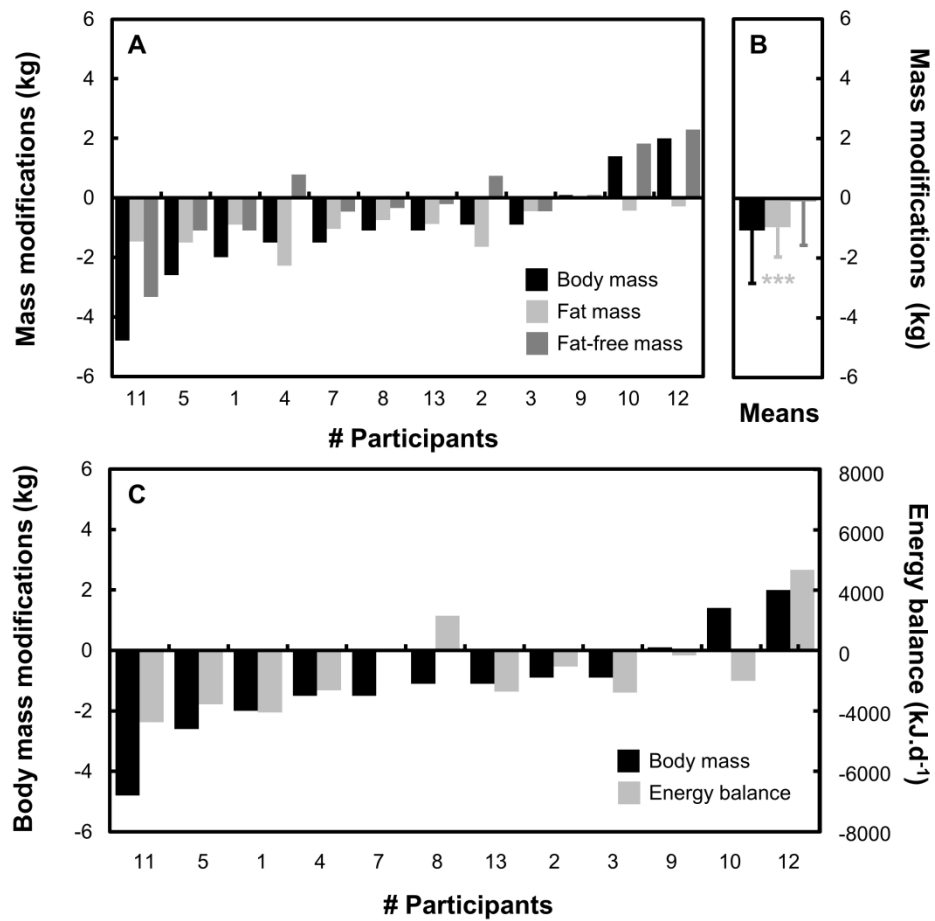 A
Mass modifications (kg)
6
4
2
0
-2
-4
-6
Body mass
Fat mass
Fat-free mass
11 5 1 4 7 8 13 2 3 9 10 12
# Participants
B
***
6
4
2
0
-2
-4
-6
Mass modifications (kg)
Means
C
Body mass modifications (kg)
6
4
2
0
-2
-4
-6
Body mass
Energy balance
8000
6000
4000
0
-4000
-6000
-8000
Energy balance (kJ.d-1)
11 5 1 4 7 8 13 2 3 9 10 12
# Participants